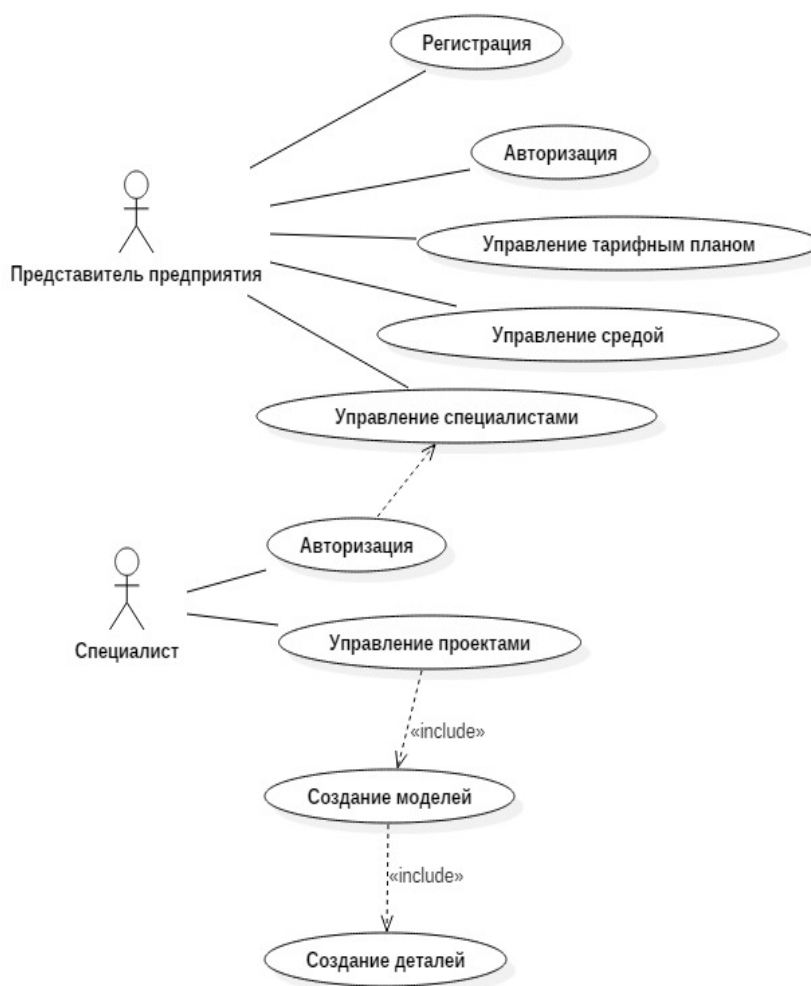 Регистрация
Авторизация
Управление тарифным планом
Представитель предприятия
Управление средой
Управление специалистами
Авторизация
Специалист
Управление проектами
«include»
Создание моделей
«include»
Создание деталей